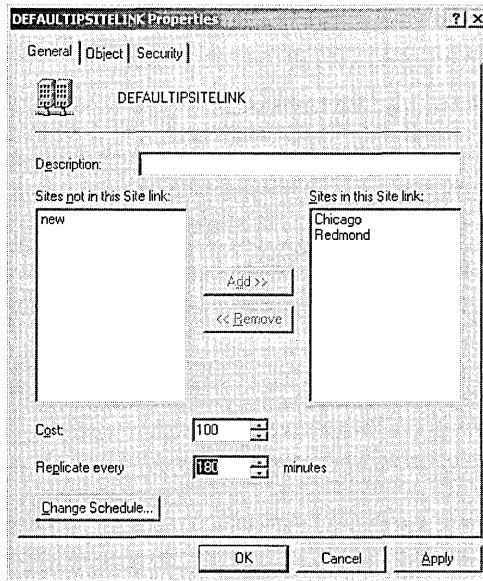 DEFAULTIPSITELINK Properties
General Object Security
DEFAULTIPSITELINK
Description:
Sites not in this Site link:
Sites in this Site link:
new
Chicago
Redmond
Add >>
<< Remove
Cost: 100
Replicate every 180 minutes
Change Schedule...
OK Cancel Apply